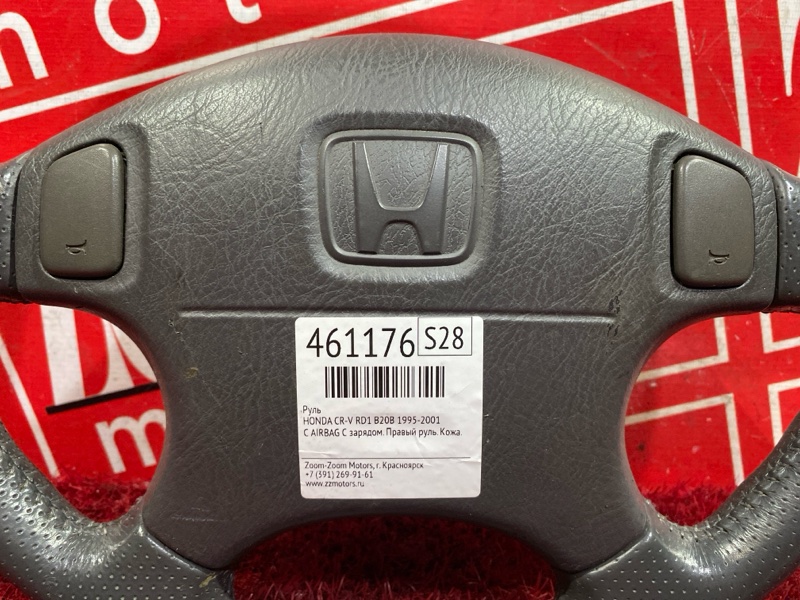 461176 S28
Руль
HONDA CR-V RD1 B20B 1995-2001
С AIRBAG С зарядом. Правый руль. Кожа.
Zoom-Zoom Motors, г. Красноярск
+7 (391) 269-91-61
www.zzmotors.ru